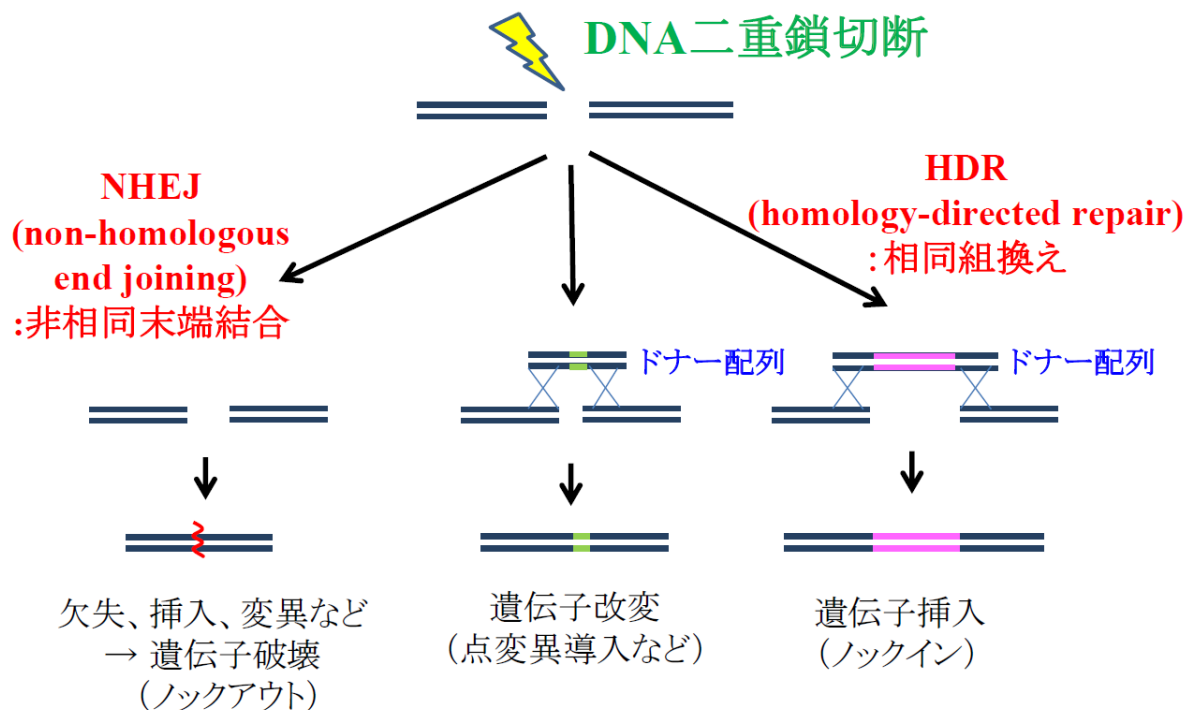 DNA二重鎖切断
NHEJ
(non-homologous
end joining)
:非相同末端結合
HDR
(homology-directed repair)
:相同組換え
ドナー配列
ドナー配列
欠失、挿入、変異など
→ 遺伝子破壊
（ノックアウト）
遺伝子改変
（点変異導入など）
遺伝子挿入
（ノックイン）